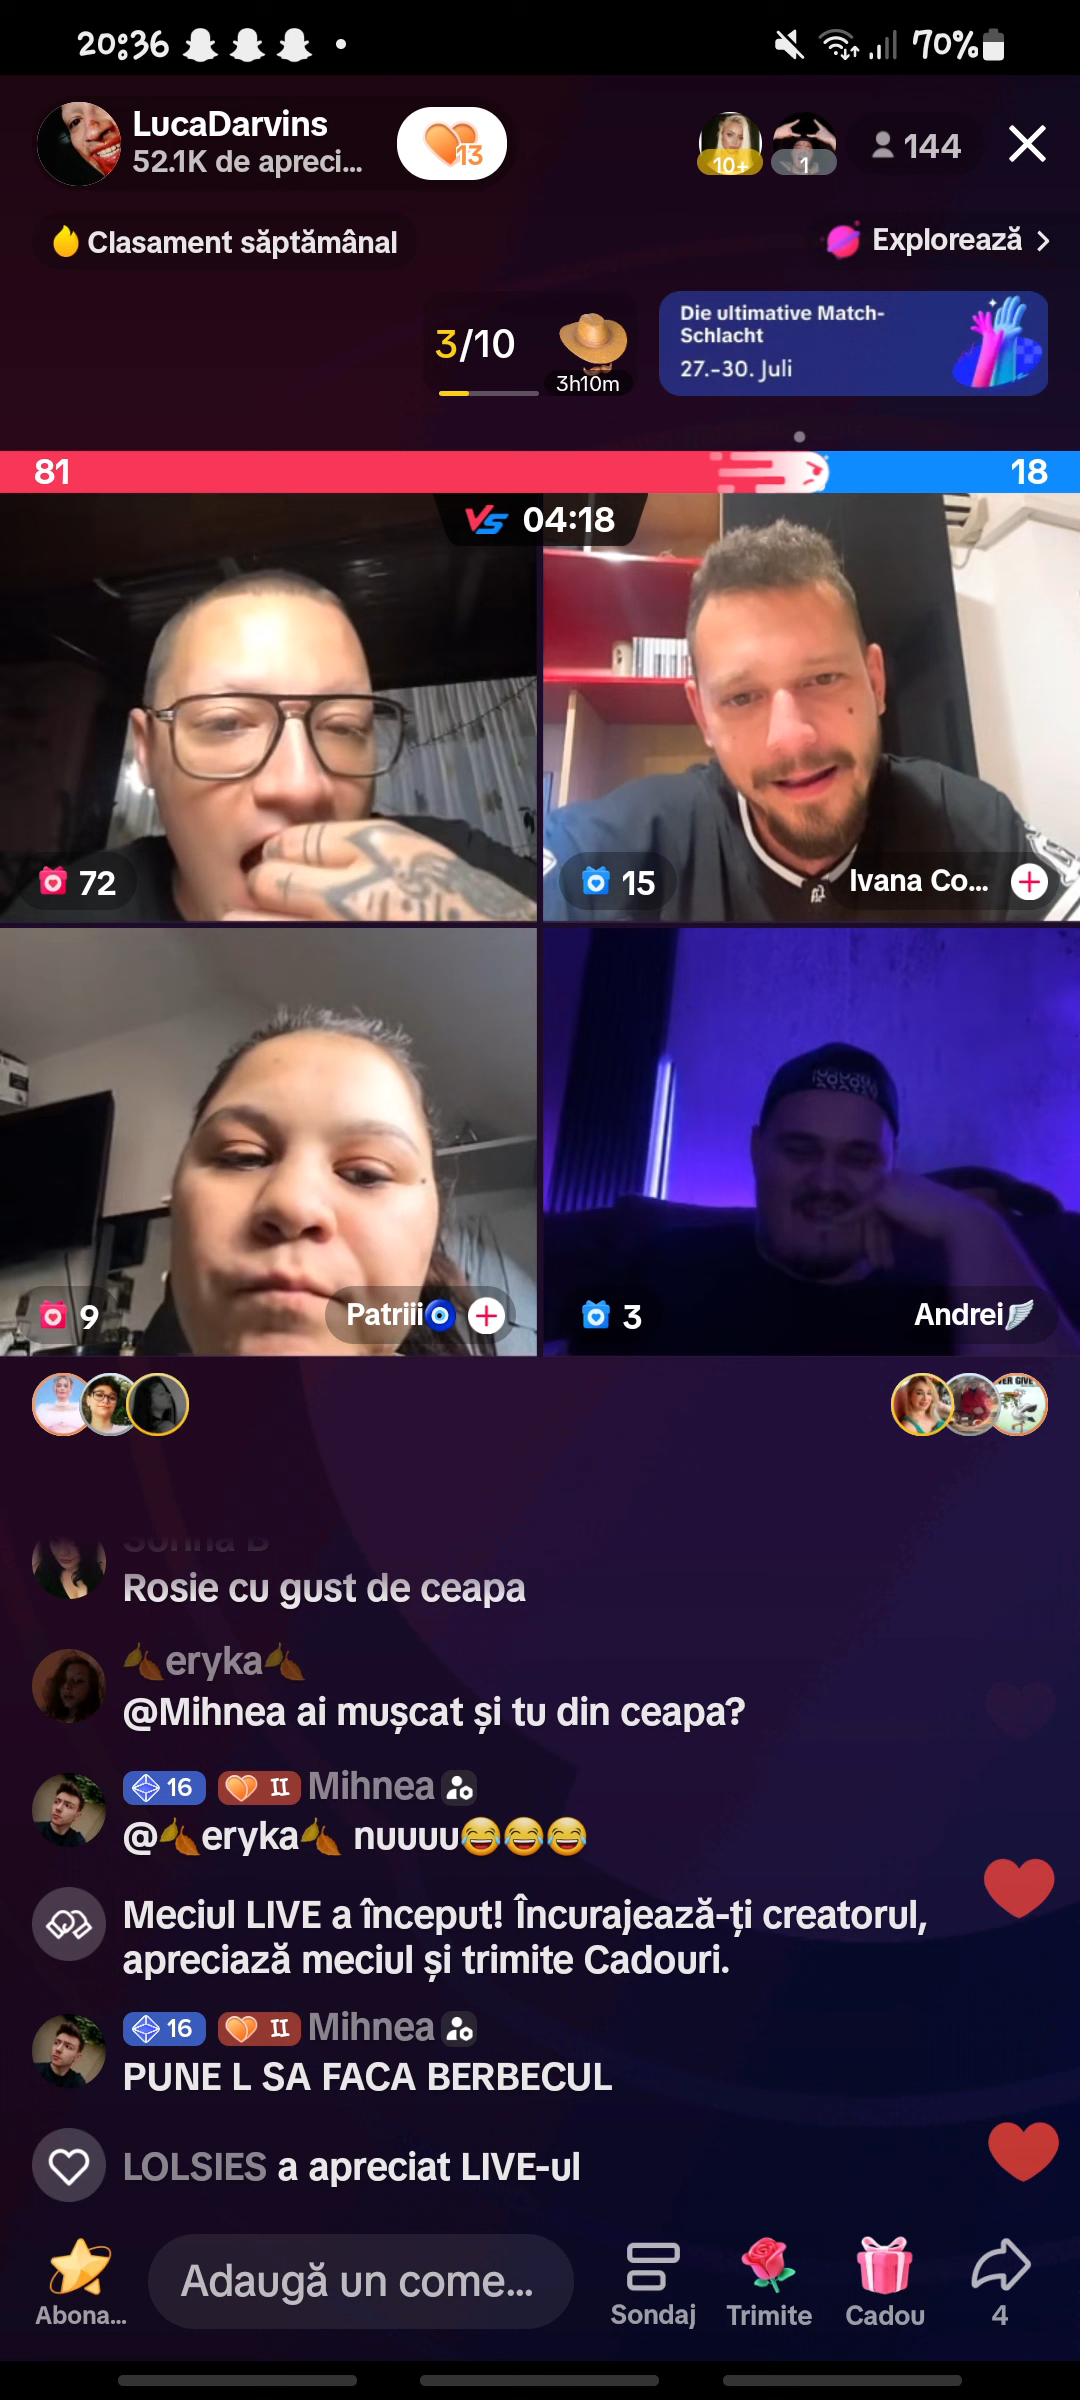 20:36
70%
LucaDarvins
52.1K de apreci...
13
10+
1
144
Clasament săptămânal
Explorează
3/10
3h10m
Die ultimative Match-
Schlacht
27.-30. Juli
81
18
VS 04:18
72
15
Ivana Co...
9
Patriii🧿
3
Andrei🪽
Rosie cu gust de ceapa
🍂eryka🍂
@Mihnea ai mușcat și tu din ceapa?
16 II Mihnea
@🍂eryka🍂 nuuuu😂😂😂
Meciul LIVE a început! Încurajează-ți creatorul,
apreciază meciul și trimite Cadouri.
16 II Mihnea
PUNE L SA FACA BERBECUL
LOLSIES a apreciat LIVE-ul
Abona...
Adaugă un come...
Sondaj
Trimite
Cadou
4